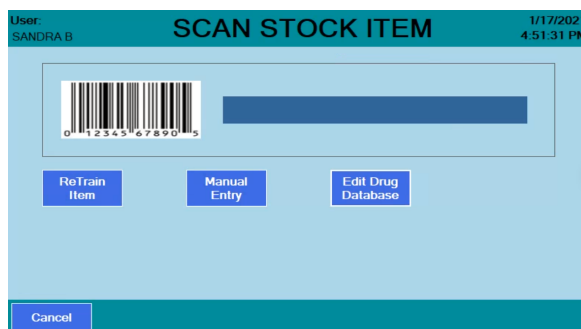 User:
SANDRA B
SCAN STOCK ITEM
1/17/202
4:51:31 PM
0 12345 67890 5
ReTrain
Item
Manual
Entry
Edit Drug
Database
Cancel